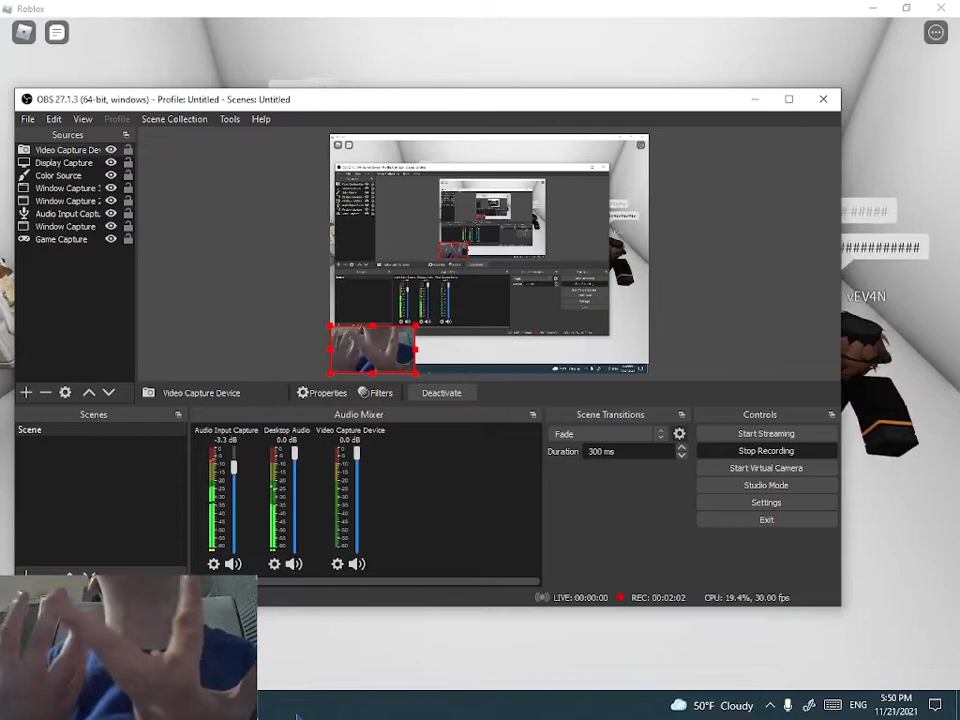 Roblox
OBS 27.1.3 (64-bit, windows) - Profile: Untitled - Scenes: Untitled
File Edit View Profile Scene Collection Tools Help
Sources
Video Capture Dev
Display Capture
Color Source
Window Capture 3
Window Capture 2
Audio Input Captu
Window Capture
Game Capture
#####
###########
vEV4N
Video Capture Device Properties Filters Deactivate
Scenes Audio Mixer Scene Transitions Controls
Scene
Audio Input Capture Desktop Audio Video Capture Device
-3.3 dB 0.0 dB 0.0 dB
Fade
Duration 300 ms
Start Streaming
Stop Recording
Start Virtual Camera
Studio Mode
Settings
Exit
LIVE: 00:00:00 REC: 00:02:02 CPU: 19.4%, 30.00 fps
50°F Cloudy ENG 5:50 PM
11/21/2021